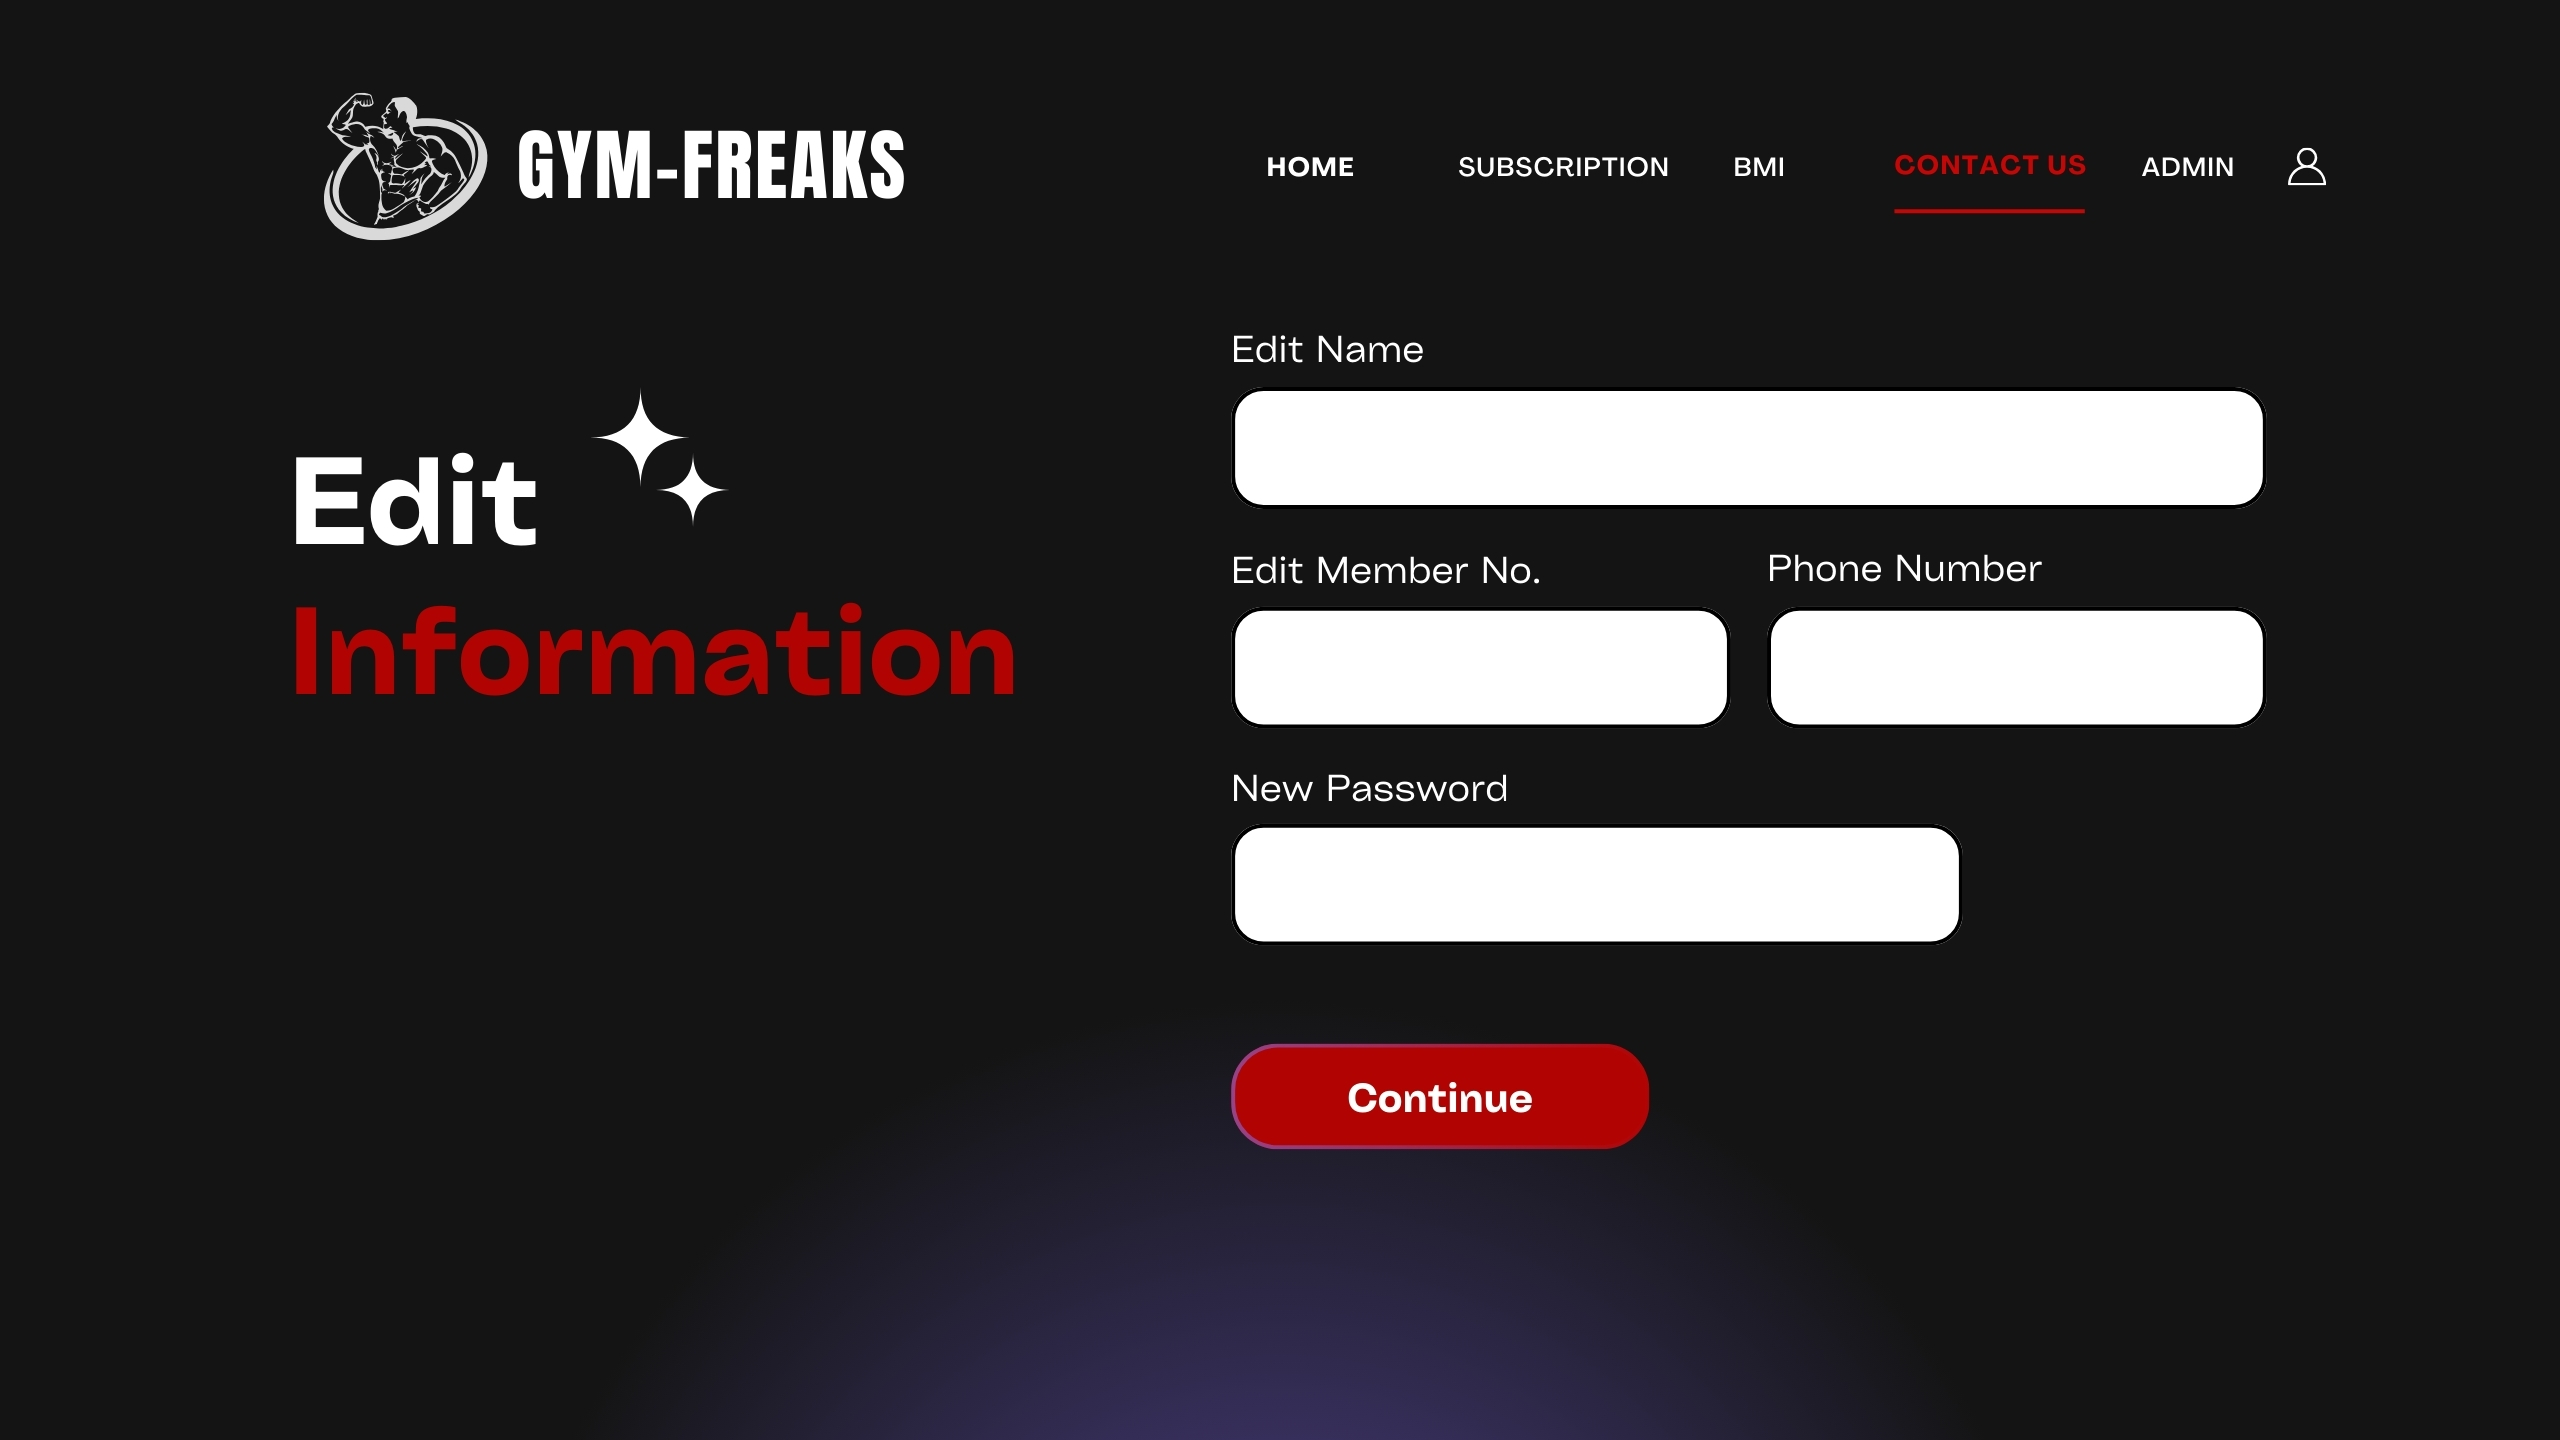 GYM-FREAKS
HOME SUBSCRIPTION BMI CONTACT US ADMIN
Edit
Information
Edit Name
Edit Member No. Phone Number
New Password
Continue